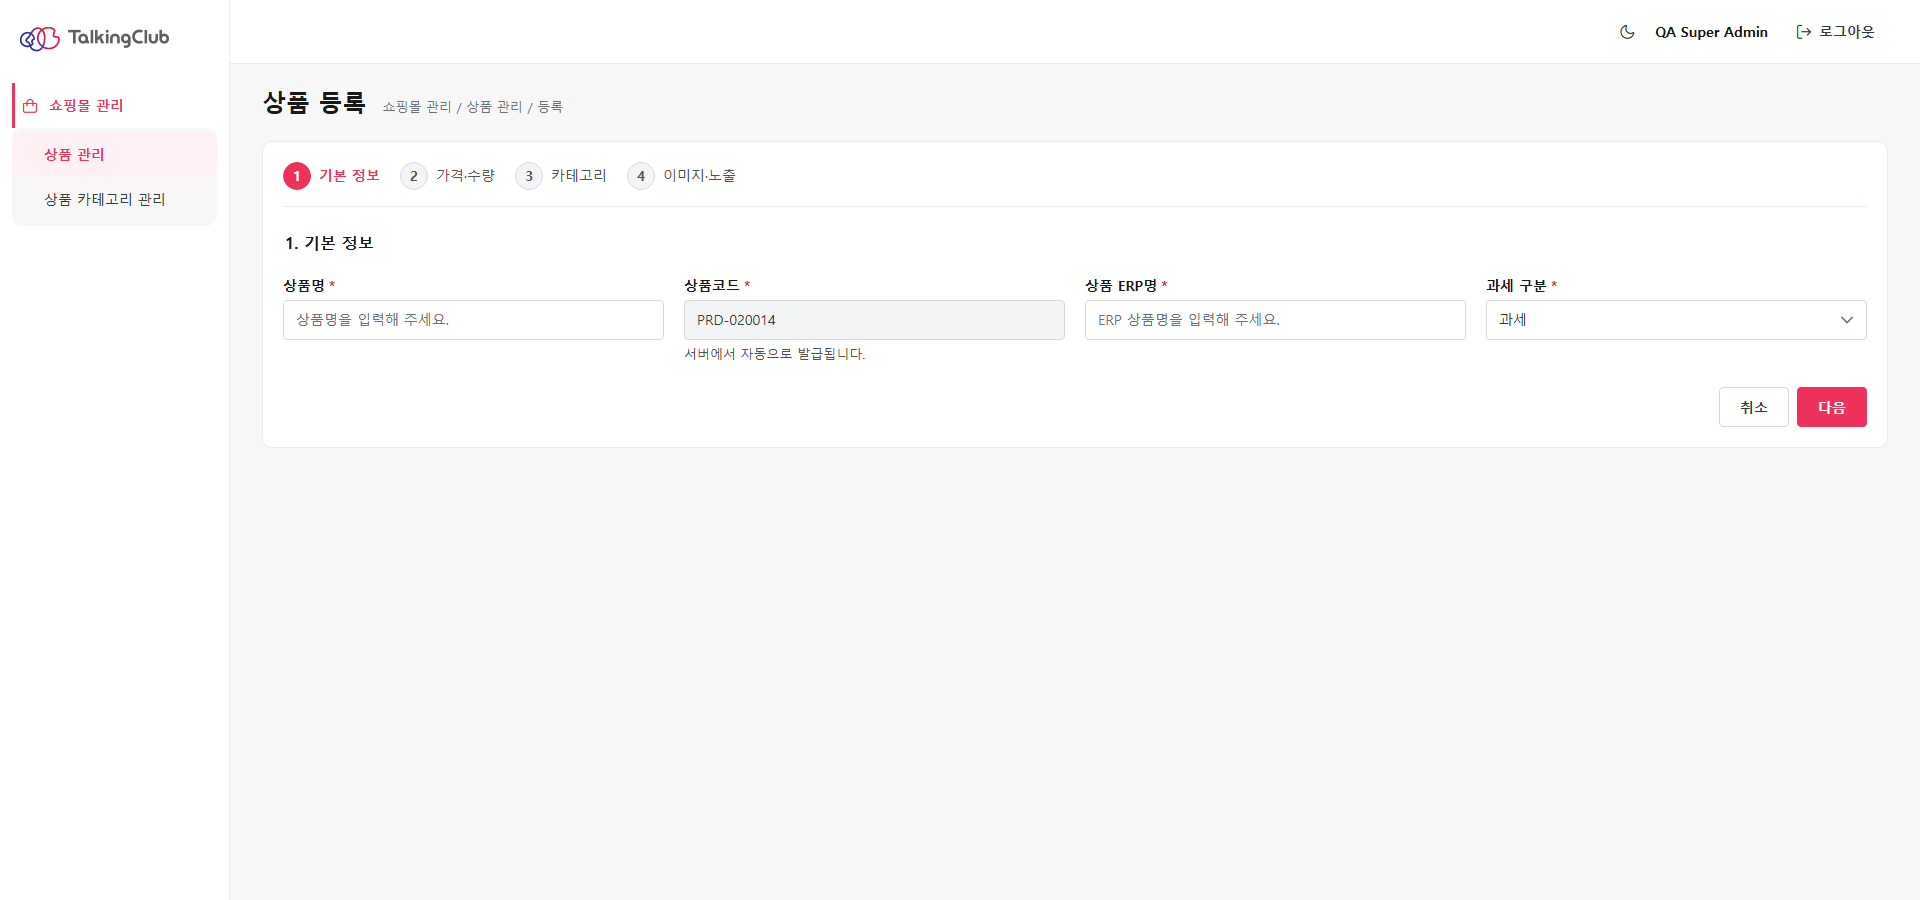 TalkingClub
QA Super Admin
로그아웃
쇼핑몰 관리
상품 관리
상품 카테고리 관리
상품 등록
쇼핑몰 관리 / 상품 관리 / 등록
1 기본 정보 2 가격·수량 3 카테고리 4 이미지·노출
1. 기본 정보
상품명 * 상품코드 * 상품 ERP명 * 과세 구분 *
상품명을 입력해 주세요. PRD-020014 ERP 상품명을 입력해 주세요. 과세
서버에서 자동으로 발급됩니다.
취소 다음